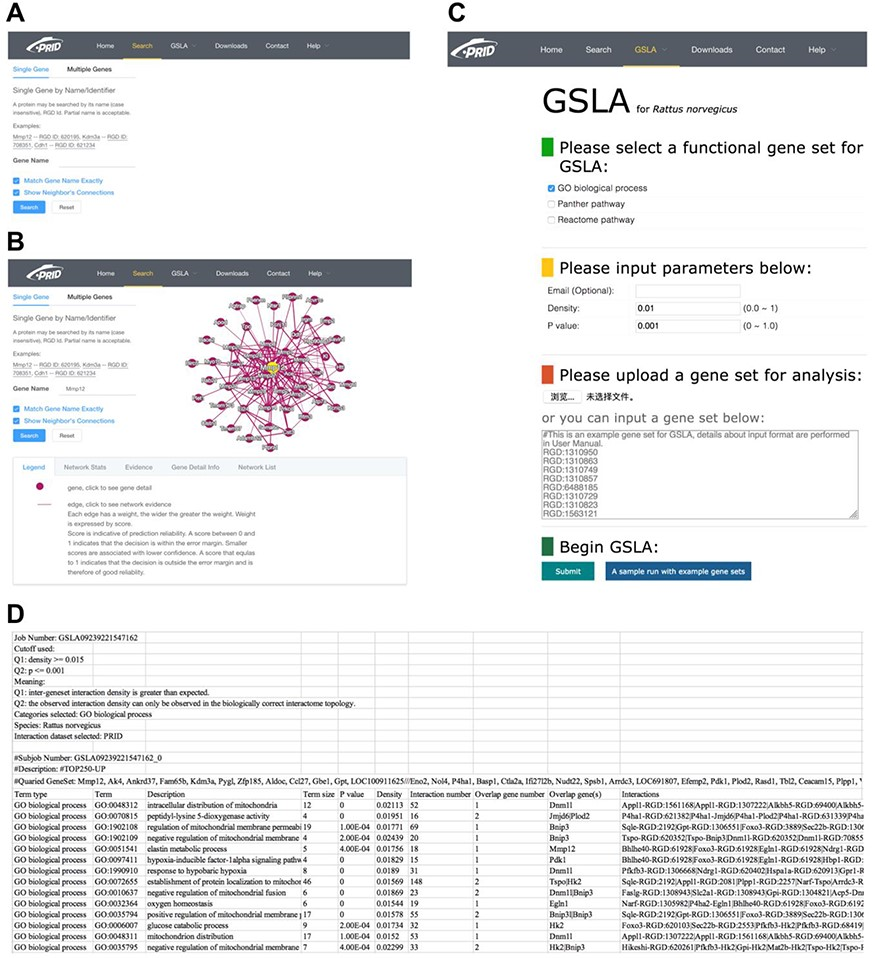 A
PRID
Home Search GSLA Downloads Contact Help
Single Gene Multiple Genes
Single Gene by Name/Identifier
A protein may be searched by its name (case
insensitive), RGD Id. Partial name is acceptable.
Examples:
Mmp12 -- RGD ID: 620195, Kdm3a -- RGD ID:
708351, Cdh1 -- RGD ID: 621234
Gene Name
Match Gene Name Exactly
Show Neighbor's Connections
Search Reset
B
PRID
Home Search GSLA Downloads Contact Help
Single Gene Multiple Genes
Single Gene by Name/Identifier
A protein may be searched by its name (case
insensitive), RGD Id. Partial name is acceptable.
Examples:
Mmp12 -- RGD ID: 620195, Kdm3a -- RGD ID:
708351, Cdh1 -- RGD ID: 621234
Gene Name Mmp12
Match Gene Name Exactly
Show Neighbor's Connections
Search Reset
Legend Network Stats Evidence Gene Detail Info Network List
gene, click to see gene detail
edge, click to see network evidence
Each edge has a weight, the wider the greater the weight. Weight
is expressed by score.
Score is indicative of prediction reliability. A score between 0 and
1 indicates that the decision is within the error margin. Smaller
scores are associated with lower confidence. A score that equlas
to 1 indicates that the decision is outside the error margin and is
therefore of good reliablity.
C
PRID
Home Search GSLA Downloads Contact Help
GSLA for Rattus norvegicus
Please select a functional gene set for
GSLA:
GO biological process
Panther pathway
Reactome pathway
Please input parameters below:
Email (Optional):
Density: 0.01 (0.0 ~ 1)
P value: 0.001 (0 ~ 1.0)
Please upload a gene set for analysis:
浏览... 未选择文件。
or you can input a gene set below:
#This is an example gene set for GSLA, details about input format are performed
in User Manual.
RGD:1310950
RGD:1310863
RGD:1310749
RGD:1310857
RGD:6488185
RGD:1310729
RGD:1310823
RGD:1563121
Begin GSLA:
Submit A sample run with example gene sets
D
Job Number: GSLA09239221547162
Cutoff used:
Q1: density >= 0.015
Q2: p <= 0.001
Meaning:
Q1: inter-geneset interaction density is greater than expected.
Q2: the observed interaction density can only be observed in the biologically correct interactome topology.
Categories selected: GO biological process
Species: Rattus norvegicus
Interaction dataset selected: PRID
#Subjob Number: GSLA09239221547162_0
#Description: #TOP250-UP
#Quaried GeneSet: Mmp12, Ak4, Ankrd37, Fam65b, Kdm3a, Pygl, Zfp185, Aldoc, Ccl27, Gbe1, Gpt, LOC100911625///Eno2, Nol4, P4ha1, Basp1, Ctla2a, Ifi27l2b, Nudt22, Spsb1, Arrdc3, LOC691807, Efemp2, Pdk1, Plod2, Rasd1, Tbl2, Ceacam15, Plpp1,
Term type Term Description Term size P value Density Interaction number Overlap gene number Overlap gene(s) Interactions
GO biological process GO:0048312 intracellular distribution of mitochondria 12 0 0.02113 52 1 Dnm1l Appl1-RGD:1561168|Appl1-RGD:1307222|Alkbh5-RGD:69400|Alkbh5-
GO biological process GO:0070815 peptidyl-lysine 5-dioxygenase activity 4 0 0.01951 16 2 Jmjd6|Plod2 P4ha1-RGD:621382|P4ha1-Jmjd6|P4ha1-Plod2|P4ha1-RGD:631339|P4ha
GO biological process GO:1902108 regulation of mitochondrial membrane permeabi 19 1.00E-04 0.01771 69 1 Bnip3 Sqle-RGD:2192|Gpt-RGD:1306551|Foxo3-RGD:3889|Sec22b-RGD:1306
GO biological process GO:1902109 negative regulation of mitochondrial membrane 4 2.00E-04 0.02439 20 1 Bnip3 Tspo-RGD:620352|Tspo-RGD:1306551|Bnip3-RGD:620352|Dnm1l-RGD:70855
GO biological process GO:0051541 elastin metabolic process 5 4.00E-04 0.01756 18 1 Mmp12 Bhlhe40-RGD:61928|Foxo3-RGD:61928|Egln1-RGD:61928|Ndrg1-RGD
GO biological process GO:0097411 hypoxia-inducible factor-1alpha signaling pathw 4 0 0.01829 15 1 Pdk1 Plod2-RGD:61928|Foxo3-RGD:61928|Egln1-RGD:61928|Hbp1-RGD:
GO biological process GO:1990910 response to hypobaric hypoxia 8 0 0.0189 31 1 Dnm1l Pfkfb3-RGD:1306668|Ndrg1-RGD:620402|Hspa1a-RGD:620971|Gpr1-R
GO biological process GO:0072655 establishment of protein localization to mitochon 46 0 0.01569 148 2 Tspo|Hk2 Sqle-RGD:2192|Appl1-RGD:2081|Plpp1-RGD:2257|Narf-Tspo|Arrdc3-R
GO biological process GO:0010637 negative regulation of mitochondrial fusion 6 0 0.01869 23 2 Dnm1l|Bnip3 Faslg-RGD:1308943|Slc2a1-RGD:1308943|Gpi-RGD:1304821|Acp5-Dn
GO biological process GO:0032364 oxygen homeostasis 6 0 0.01544 19 1 Egln1 Narf-RGD:1305982|P4ha2-Egln1|Bhlhe40-RGD:61928|Foxo3-RGD:6192
GO biological process GO:0035794 positive regulation of mitochondrial membrane p 17 0 0.01578 55 2 Bnip3l|Bnip3 Sqle-RGD:2192|Gpt-RGD:1306551|Foxo3-RGD:3889|Sec22b-RGD:1306
GO biological process GO:0006007 glucose catabolic process 9 2.00E-04 0.01734 32 1 Hk2 Foxo3-RGD:620103|Sec22b-Hk2|Foxo3-Hk2|Pfkfb3-Hk2|Pfkfb3-RGD:68419|
GO biological process GO:0048311 mitochondrion distribution 17 0 0.0152 53 1 Dnm1l Appl1-RGD:1307222|Appl1-RGD:1561168|Alkbh5-RGD:69400|Alkbh5-
GO biological process GO:0035795 negative regulation of mitochondrial membrane 7 4.00E-04 0.02299 33 2 Hk2|Bnip3 Hikeshi-RGD:620261|Pfkfb3-Hk2|Gpi-Hk2|Mat2b-Hk2|Tspo-Hk2|Tspo-